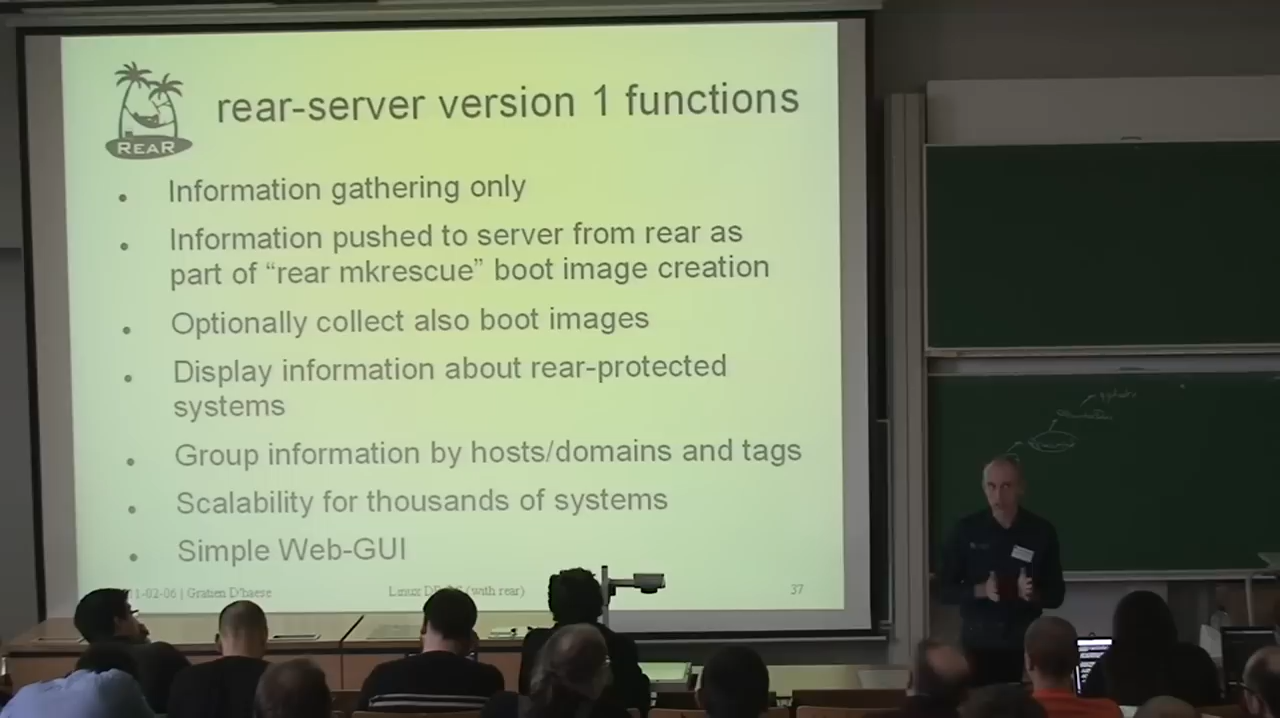 REAR
rear-server version 1 functions
• Information gathering only
• Information pushed to server from rear as
part of “rear mkrescue” boot image creation
• Optionally collect also boot images
• Display information about rear-protected
systems
• Group information by hosts/domains and tags
• Scalability for thousands of systems
• Simple Web-GUI
11-02-06 | Gratien D'haese
Linux (with rear)
37